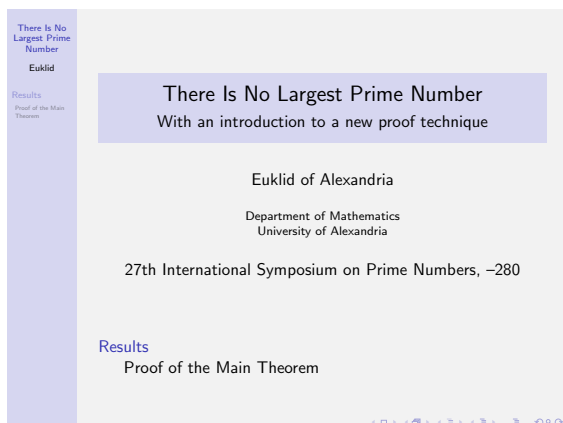 There Is No
Largest Prime
Number
Euklid
Results
Proof of the Main
Theorem
There Is No Largest Prime Number
With an introduction to a new proof technique
Euklid of Alexandria
Department of Mathematics
University of Alexandria
27th International Symposium on Prime Numbers, –280
Results
Proof of the Main Theorem